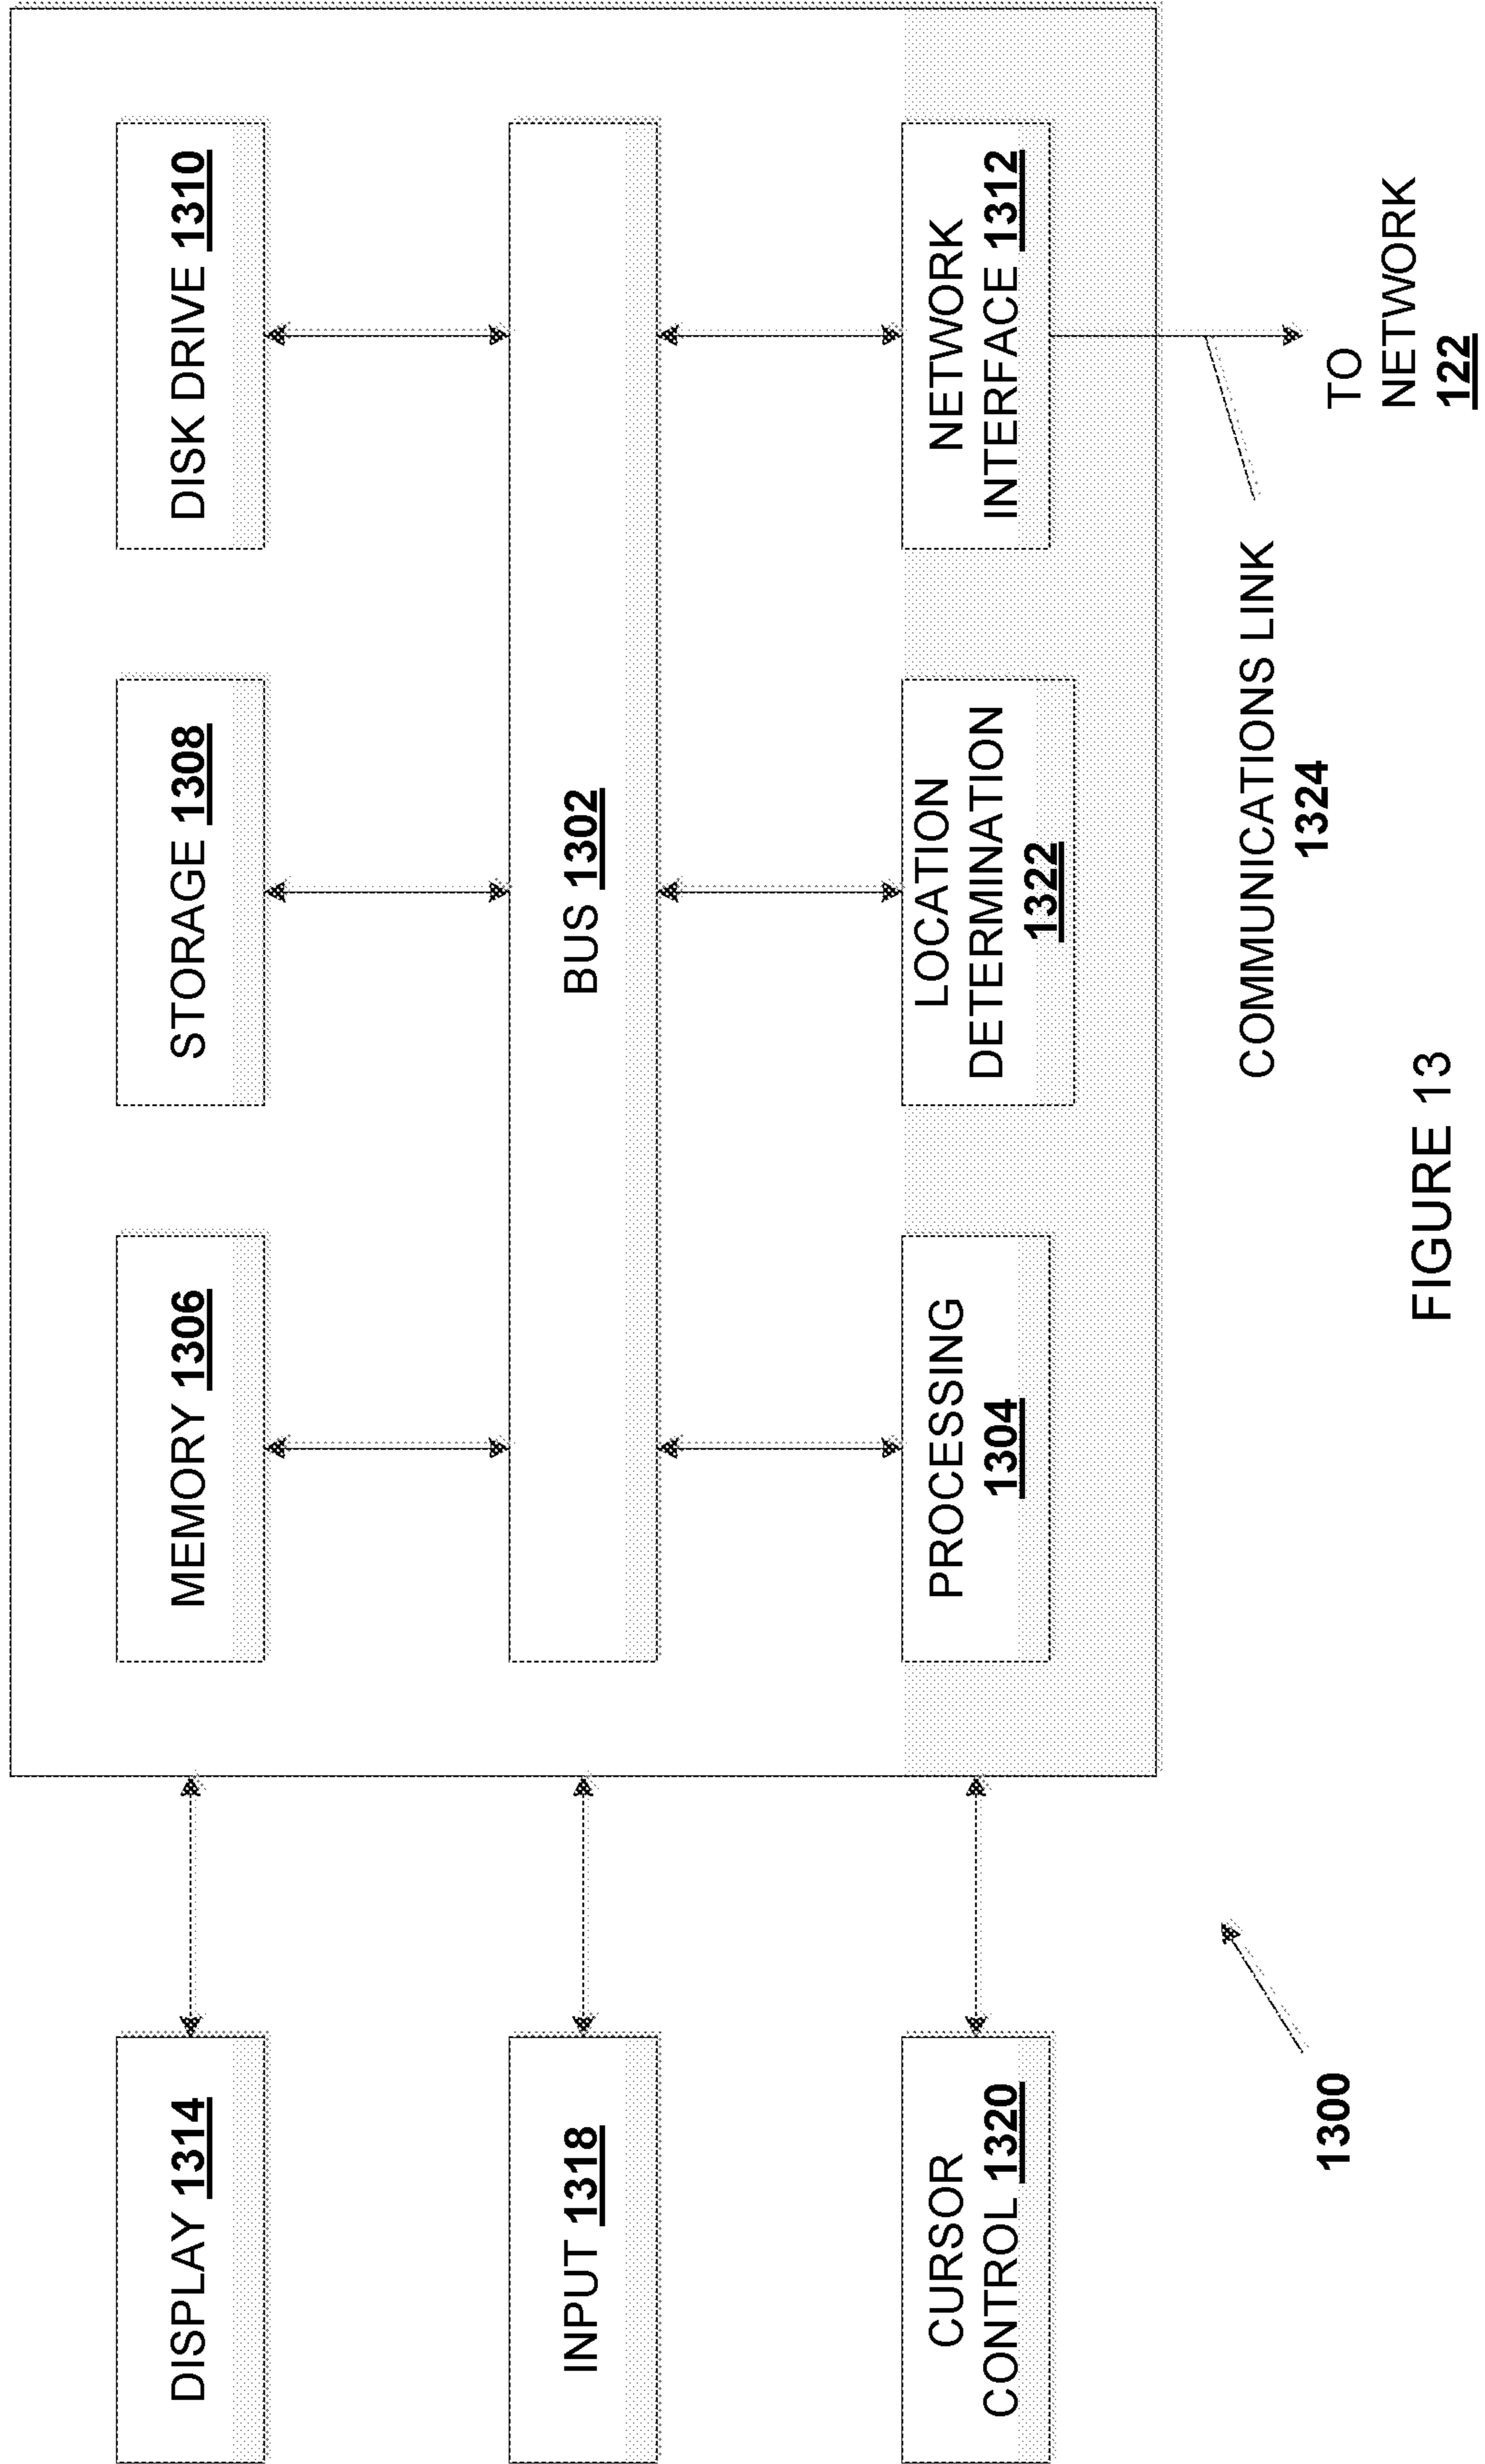 DISPLAY 1314
MEMORY 1306
STORAGE 1308
DISK DRIVE 1310
INPUT 1318
BUS 1302
CURSOR
CONTROL 1320
PROCESSING
1304
LOCATION
DETERMINATION
1322
NETWORK
INTERFACE 1312
1300
COMMUNICATIONS LINK
1324
TO
NETWORK
122
FIGURE 13